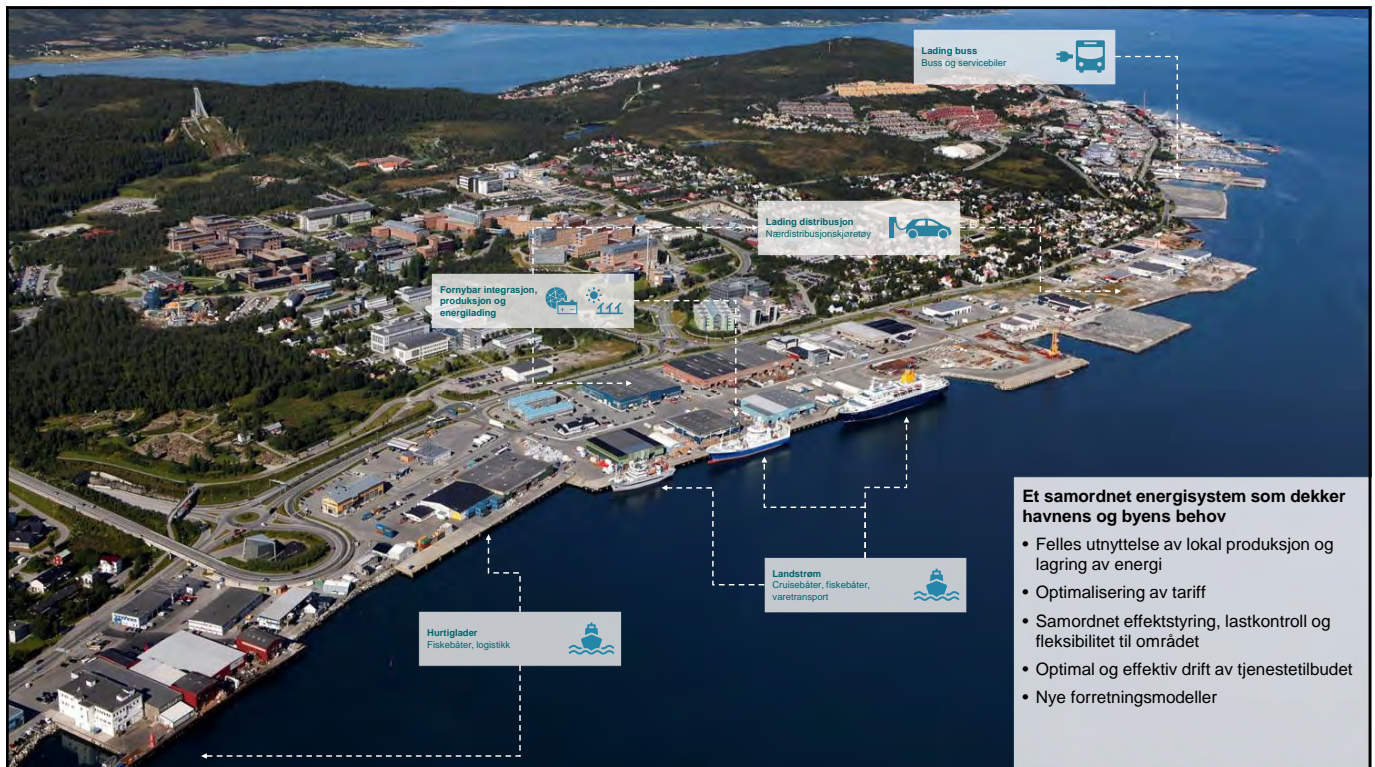 Lading buss
Buss og servicebiler
Lading distribusjon
Nærdistribusjonskjøretøy
Fornybar integrasjon,
produksjon og
energilading
Landstrøm
Cruisebåter, fiskebåter,
varetransport
Hurtiglader
Fiskebåter, logistikk
Et samordnet energisystem som dekker
havnens og byens behov
• Felles utnyttelse av lokal produksjon og
lagring av energi
• Optimalisering av tariff
• Samordnet effektstyring, lastkontroll og
fleksibilitet til området
• Optimal og effektiv drift av tjenestetilbudet
• Nye forretningsmodeller